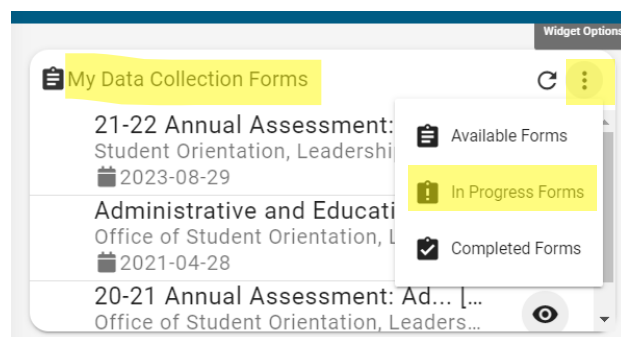 Widget Options
My Data Collection Forms
21-22 Annual Assessment:
Student Orientation, Leadershi
2023-08-29
Administrative and Educati
Office of Student Orientation, L
2021-04-28
20-21 Annual Assessment: Ad... [...
Office of Student Orientation, Leaders...
Available Forms
In Progress Forms
Completed Forms